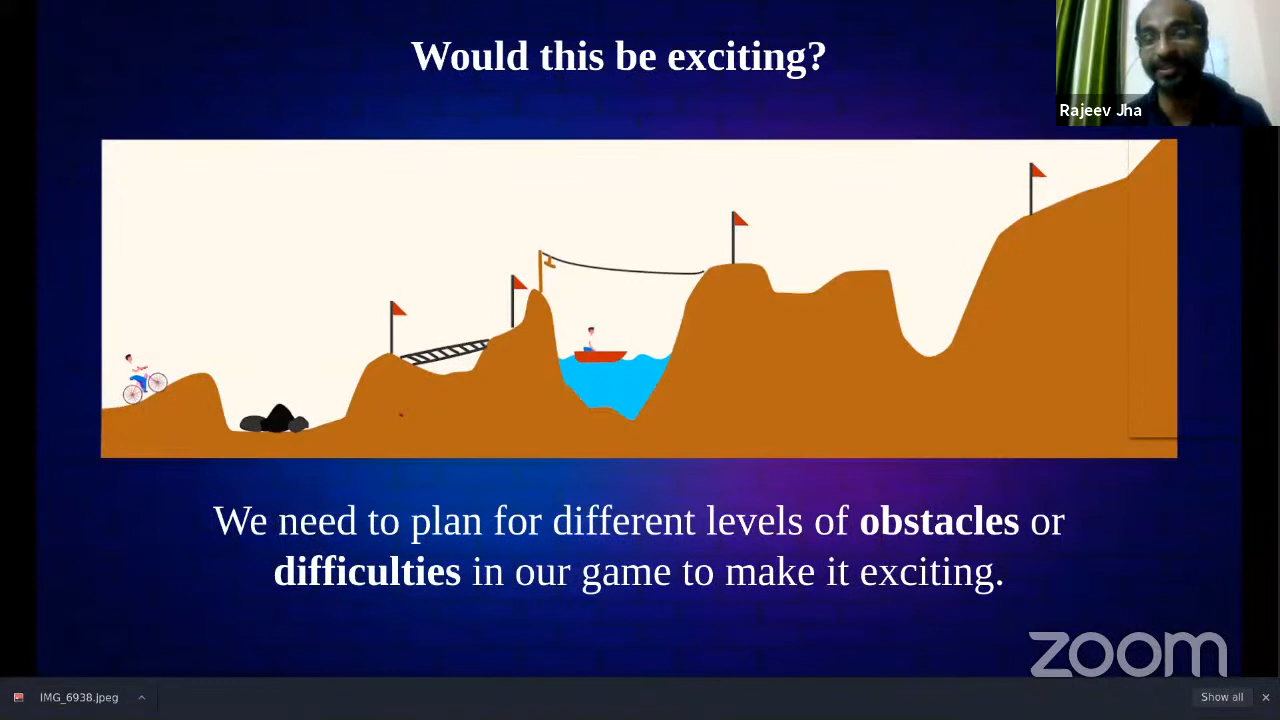 Would this be exciting?
Rajeev Jha
We need to plan for different levels of obstacles or
difficulties in our game to make it exciting.
zoom
IMG_6938.jpeg
Show all